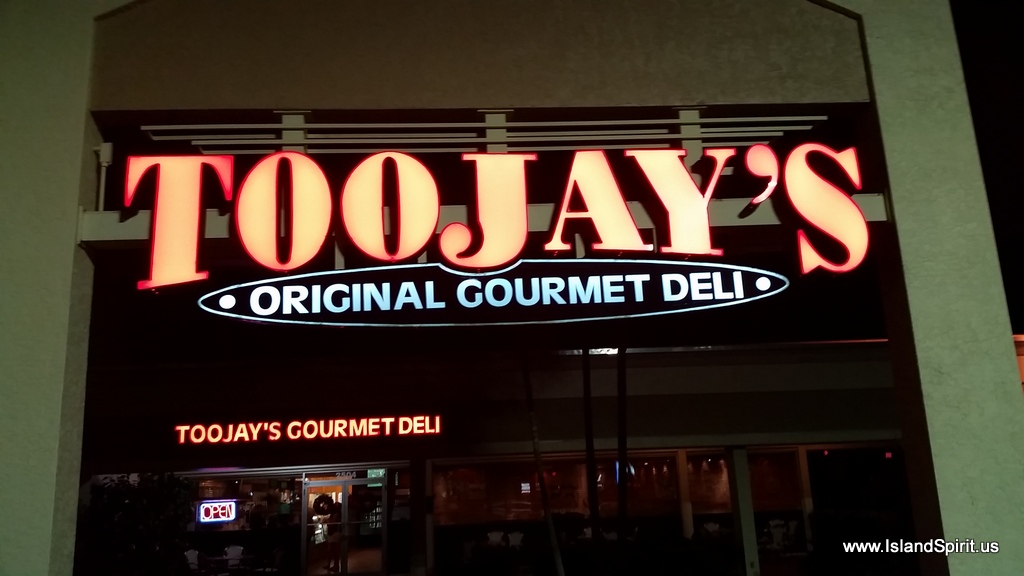 TOOJAY'S
• ORIGINAL GOURMET DELI •
TOOJAY'S GOURMET DELI
OPEN
www.IslandSpirit.us